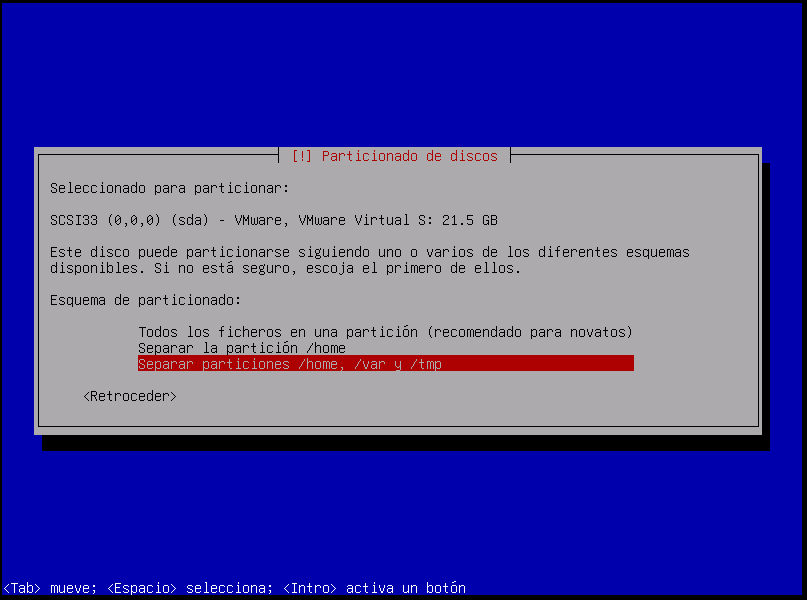 [!] Particionado de discos
Seleccionado para particionar:
SCSI33 (0,0,0) (sda) - VMware, VMware Virtual S: 21.5 GB
Este disco puede particionarse siguiendo uno o varios de los diferentes esquemas
disponibles. Si no está seguro, escoja el primero de ellos.
Esquema de particionado:
Todos los ficheros en una partición (recomendado para novatos)
Separar la partición /home
Separar particiones /home, /var y /tmp
<Retroceder>
<Tab> mueve; <Espacio> selecciona; <Intro> activa un botón